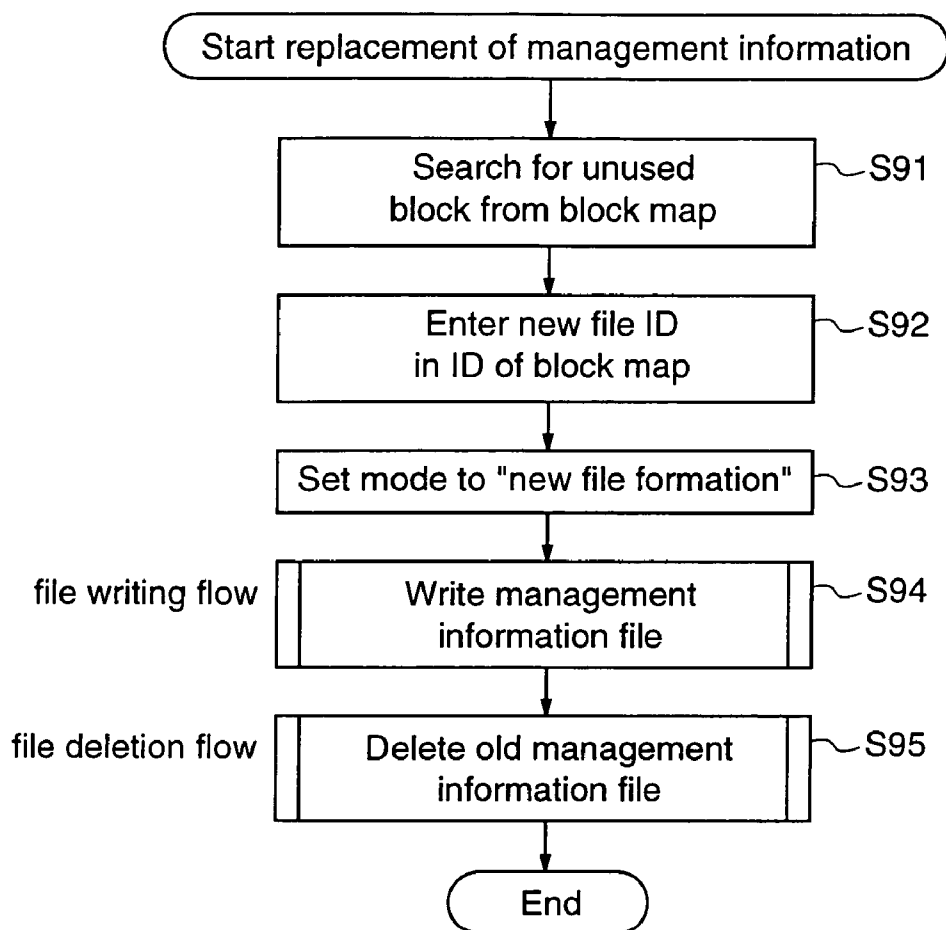 Start replacement of management information
Search for unused
block from block map
S91
Enter new file ID
in ID of block map
S92
Set mode to "new file formation"
S93
file writing flow
Write management
information file
S94
file deletion flow
Delete old management
information file
S95
End